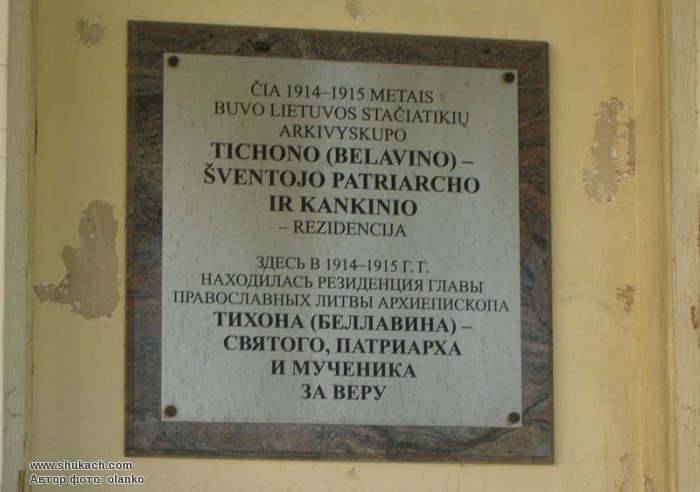 ČIA 1914–1915 METAIS
BUVO LIETUVOS STAČIATIKIŲ
ARKIVYSKUPO
TICHONO (BELAVINO) –
ŠVENTOJO PATRIARCHO
IR KANKINIO
– REZIDENCIJA
ЗДЕСЬ В 1914–1915 Г. Г.
НАХОДИЛАСЬ РЕЗИДЕНЦИЯ ГЛАВЫ
ПРАВОСЛАВНЫХ ЛИТВЫ АРХИЕПИСКОПА
ТИХОНА (БЕЛЛАВИНА) –
СВЯТОГО, ПАТРИАРХА
И МУЧЕНИКА
ЗА ВЕРУ
www.shukach.com
Автор фото: olanko